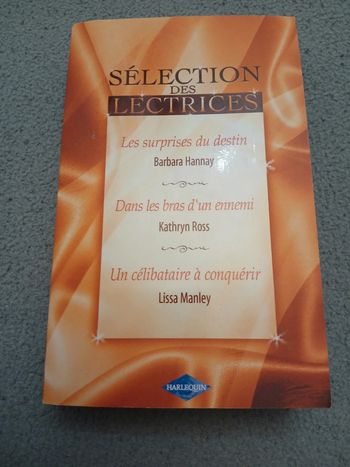 SÉLECTION
DES
LECTRICES
Les surprises du destin
Barbara Hannay
Dans les bras d'un ennemi
Kathryn Ross
Un célibataire à conquérir
Lissa Manley
HARLEQUIN